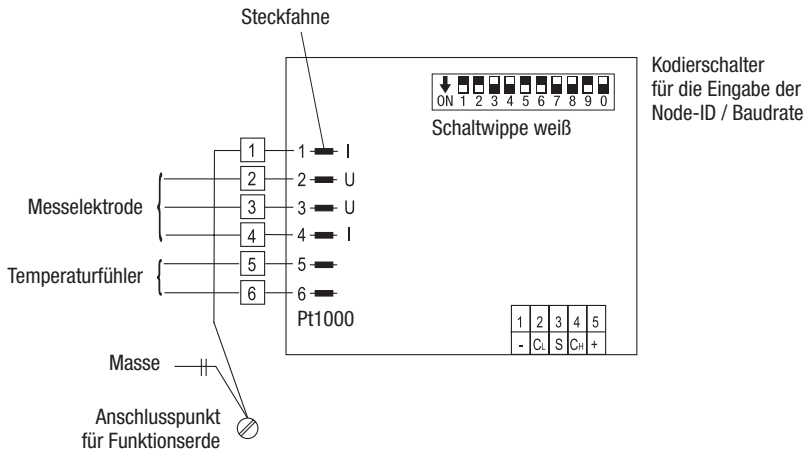 Steckfahne
Kodierschalter
für die Eingabe der
Node-ID / Baudrate
ON 1 2 3 4 5 6 7 8 9 0
Schaltwippe weiß
1 1 I
2 2 U
3 3 U
4 4 I
5 5
6 6
Messelektrode
Temperaturfühler
Pt1000
1 2 3 4 5
- CL S CH +
Masse
Anschlusspunkt
für Funktionserde